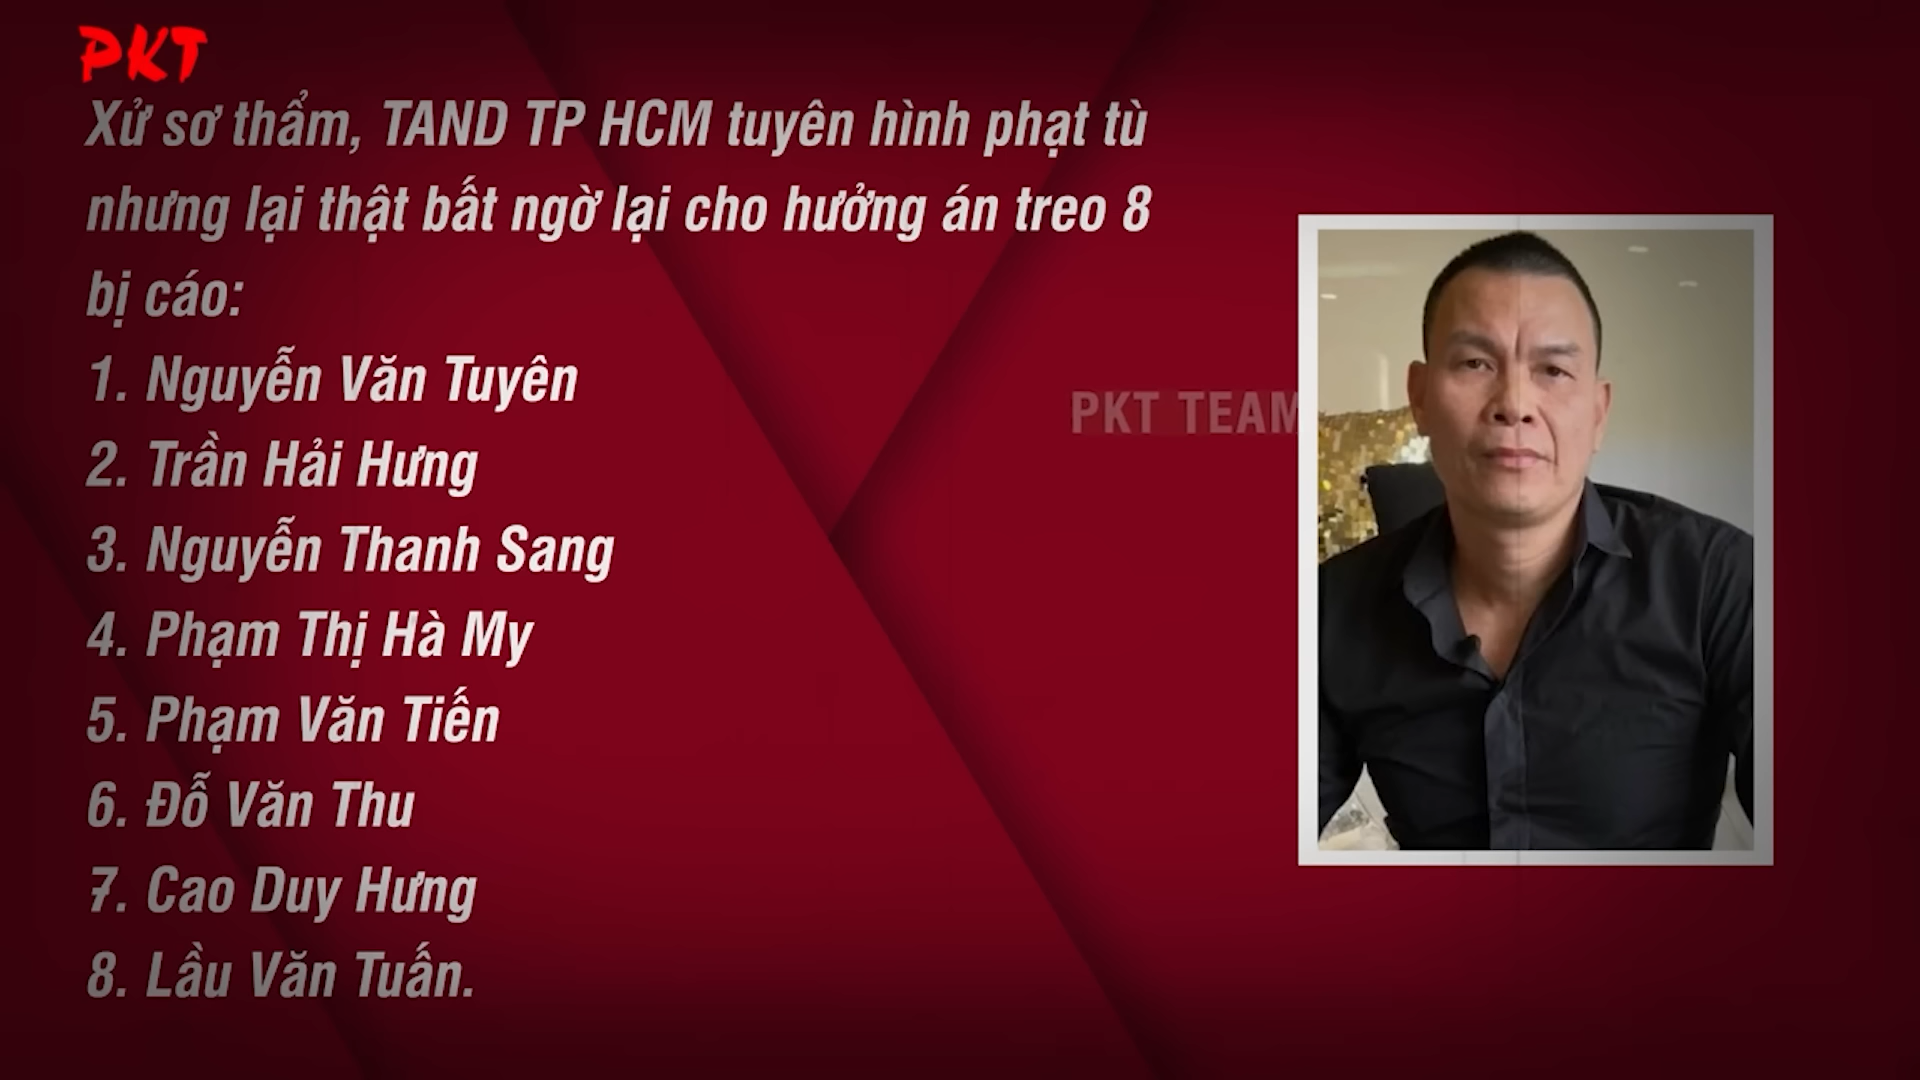 PKT
Xử sơ thẩm, TAND TP HCM tuyên hình phạt tù
nhưng lại thật bất ngờ lại cho hưởng án treo 8
bị cáo:
1. Nguyễn Văn Tuyên
PKT TEAM
2. Trần Hải Hưng
3. Nguyễn Thanh Sang
4. Phạm Thị Hà My
5. Phạm Văn Tiến
6. Đỗ Văn Thu
7. Cao Duy Hưng
8. Lầu Văn Tuấn.